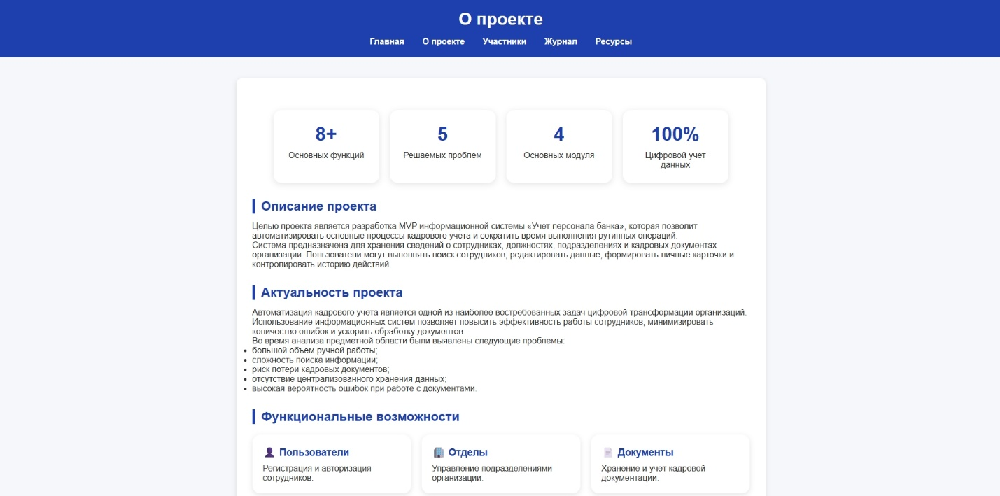 О проекте
Главная О проекте Участники Журнал Ресурсы
8+
Основных функций
5
Решаемых проблем
4
Основных модуля
100%
Цифровой учет
данных
Описание проекта
Целью проекта является разработка MVP информационной системы «Учет персонала банка», которая позволит
автоматизировать основные процессы кадрового учета и сократить время выполнения рутинных операций.
Система предназначена для хранения сведений о сотрудниках, должностях, подразделениях и кадровых документах
организации. Пользователи могут выполнять поиск сотрудников, редактировать данные, формировать личные карточки и
контролировать историю действий.
Актуальность проекта
Автоматизация кадрового учета является одной из наиболее востребованных задач цифровой трансформации организаций.
Использование информационных систем позволяет повысить эффективность работы сотрудников, минимизировать
количество ошибок и ускорить обработку документов.
Во время анализа предметной области были выявлены следующие проблемы:
• большой объем ручной работы;
• сложность поиска информации;
• риск потери кадровых документов;
• отсутствие централизованного хранения данных;
• высокая вероятность ошибок при работе с документами.
Функциональные возможности
Пользователи
Регистрация и авторизация
сотрудников.
Отделы
Управление подразделениями
организации.
Документы
Хранение и учет кадровой
документации.